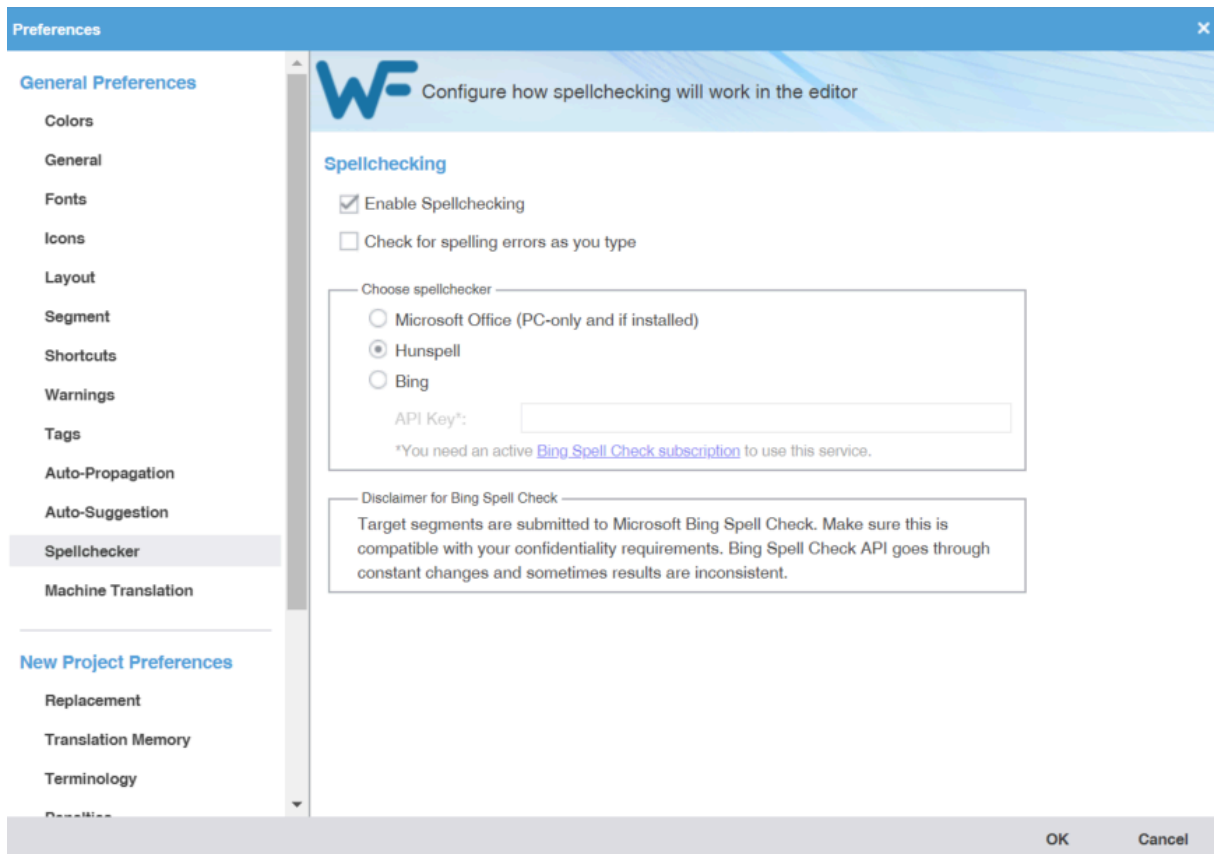 Preferences
General Preferences
Colors
General
Fonts
Icons
Layout
Segment
Shortcuts
Warnings
Tags
Auto-Propagation
Auto-Suggestion
Spellchecker
Machine Translation
New Project Preferences
Replacement
Translation Memory
Terminology
WF
Configure how spellchecking will work in the editor
Spellchecking
Enable Spellchecking
Check for spelling errors as you type
Choose spellchecker
Microsoft Office (PC-only and if installed)
Hunspell
Bing
API Key*:
*You need an active Bing Spell Check subscription to use this service.
Disclaimer for Bing Spell Check
Target segments are submitted to Microsoft Bing Spell Check. Make sure this is
compatible with your confidentiality requirements. Bing Spell Check API goes through
constant changes and sometimes results are inconsistent.
OK
Cancel